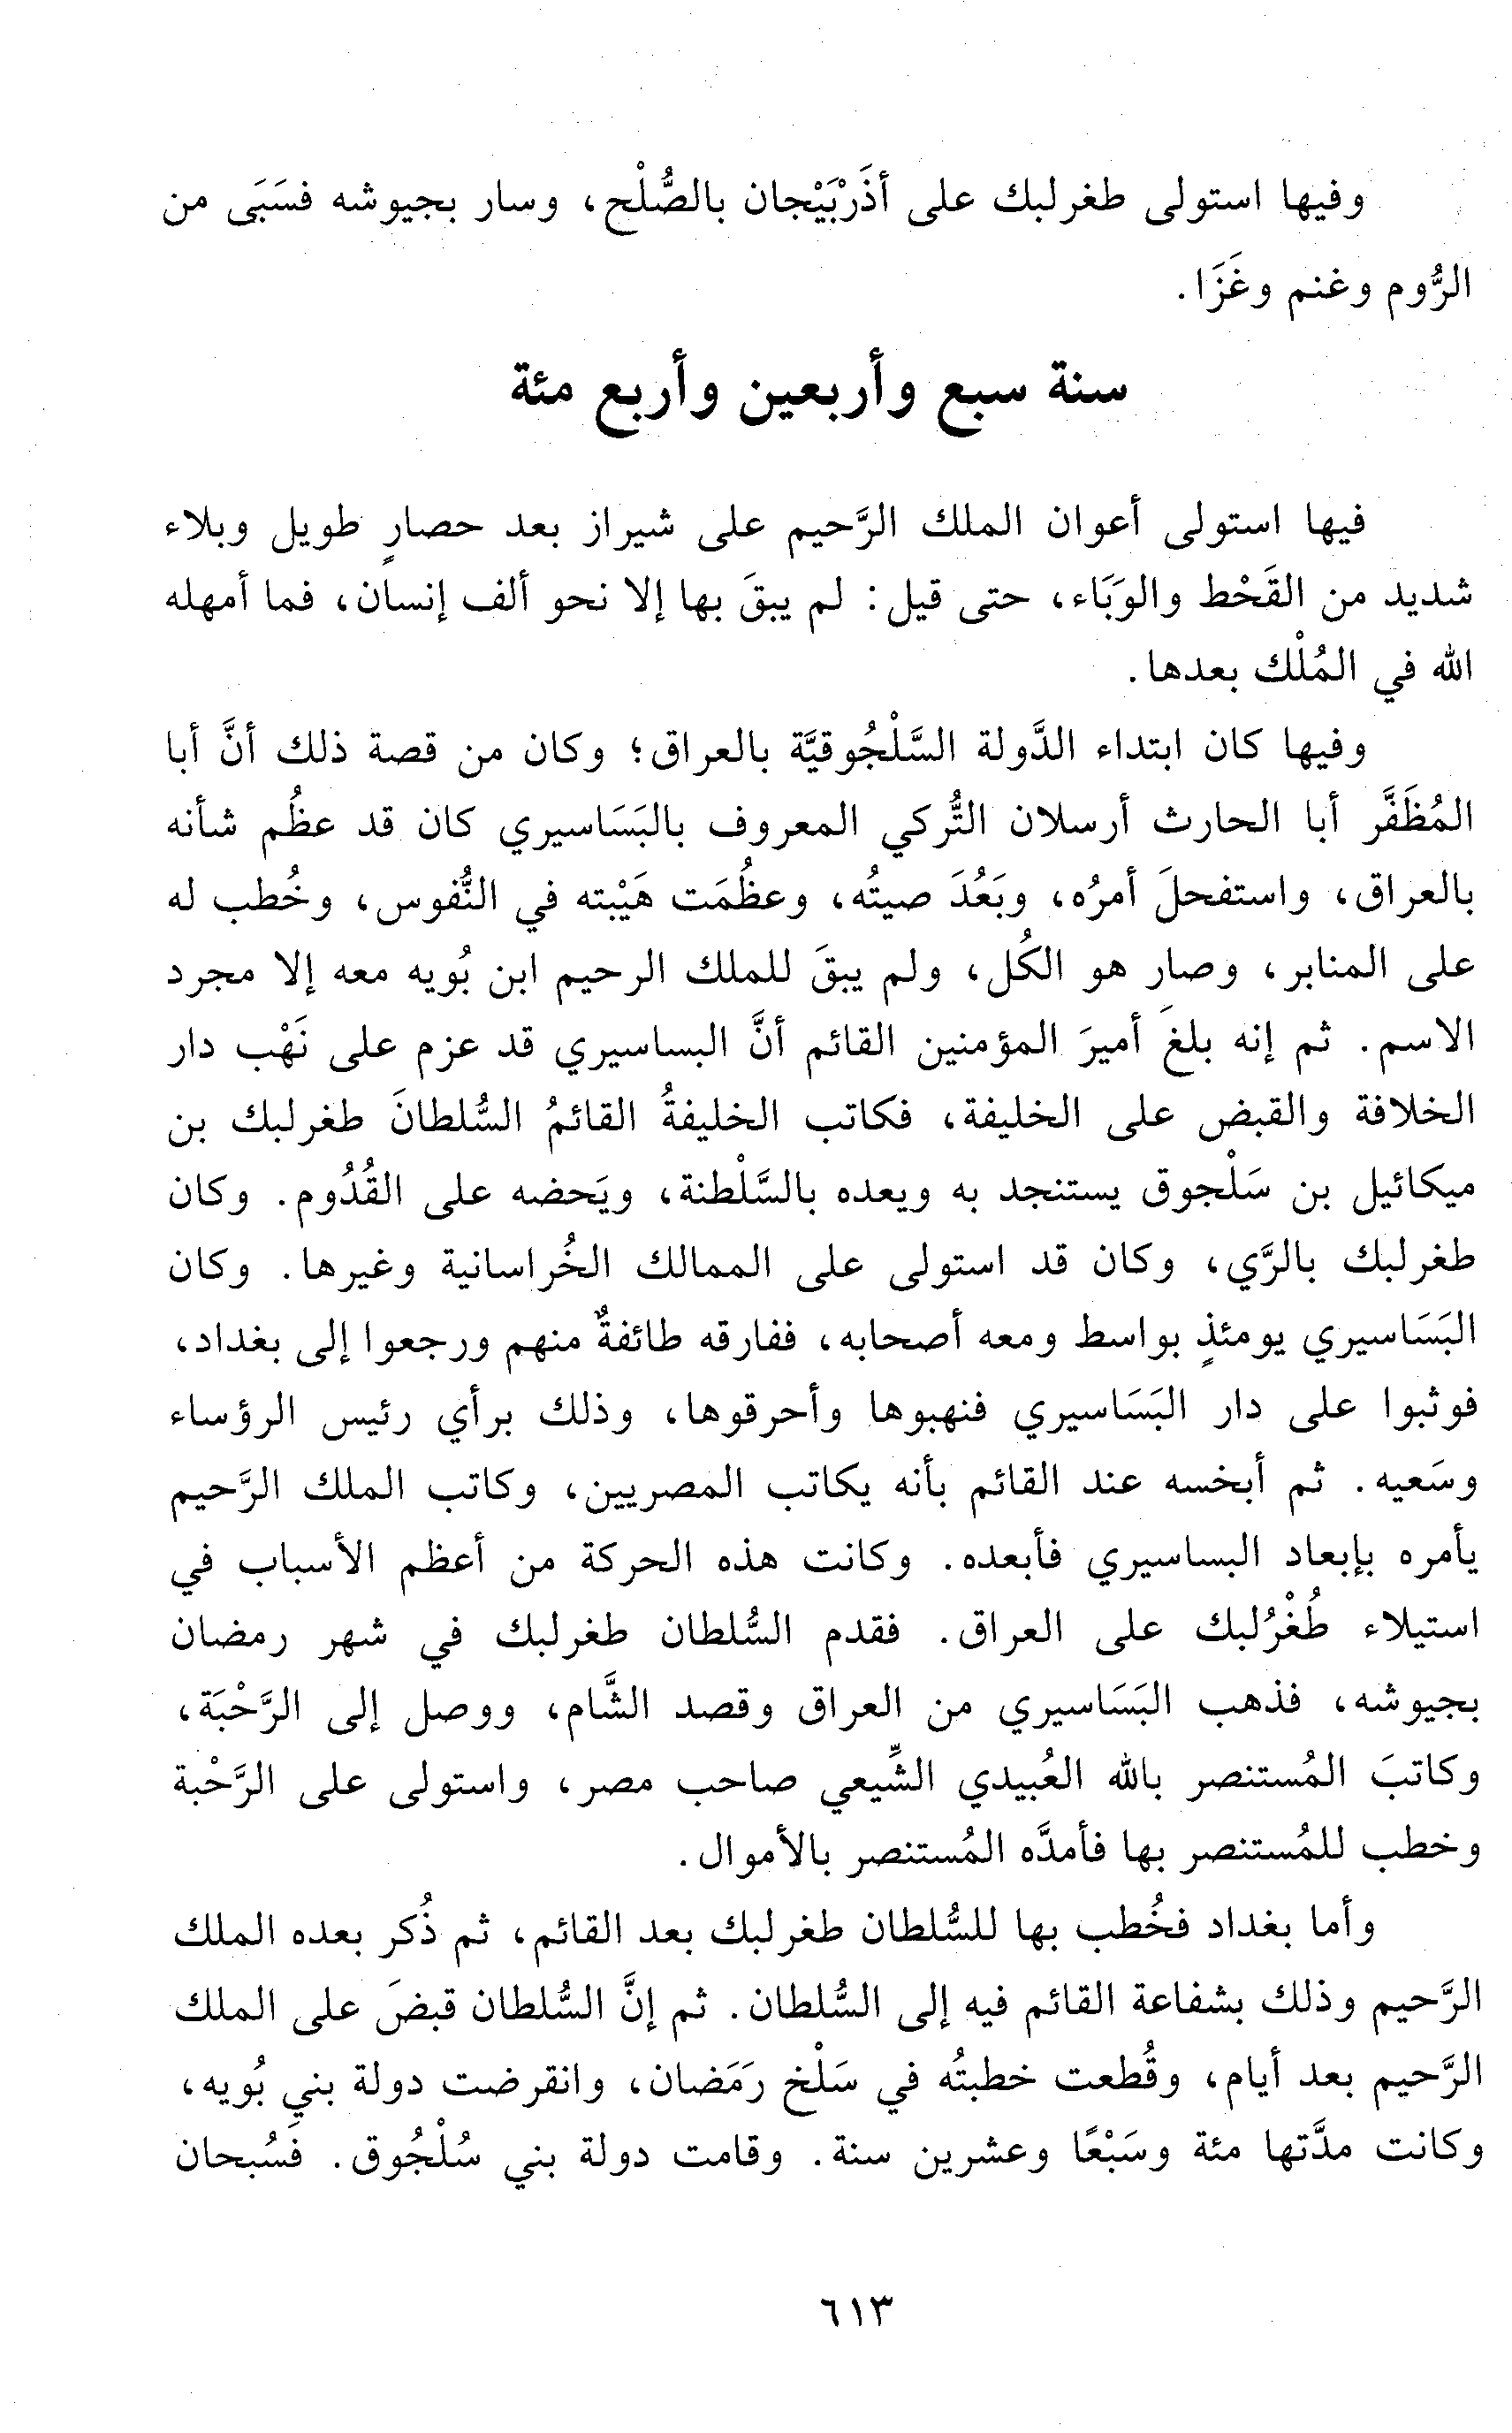 وفيها استولى طغرلبك على أذَرْبَيْجان بالصُّلْح، وسار بجيوشه فسَبَى من
الرُّوم وغنم وغَزَا.
سنة سبع وأربعين وأربع مئة
فيها استولى أعوان الملك الرَّحيم على شيراز بعد حصارٍ طويل وبلاء
شديد من القَحْط والوَبَاء، حتى قيل: لم يبقَ بها إلا نحو ألف إنسان، فما أمهله
الله في المُلْك بعدها.
وفيها كان ابتداء الدَّولة السَّلْجُوقيَّة بالعراق؛ وكان من قصة ذلك أنَّ أبا
المُظَفَّر أبا الحارث أرسلان التُّركي المعروف بالبَسَاسيري كان قد عظُم شأنه
بالعراق، واستفحلَ أمرُه، وبَعُدَ صيتُه، وعظُمَت هَيْبته في النُّفوس، وخُطب له
على المنابر، وصار هو الكُل، ولم يبقَ للملك الرحيم ابن بُويه معه إلا مجرد
الاسم. ثم إنه بلغَ أميرَ المؤمنين القائم أنَّ البساسيري قد عزم على نَهْب دار
الخلافة والقبض على الخليفة، فكاتب الخليفةُ القائمُ السُّلطانَ طغرلبك بن
ميكائيل بن سَلْجوق يستنجد به ويعده بالسَّلْطنة، ويَحضه على القُدُوم. وكان
طغرلبك بالرَّي، وكان قد استولى على الممالك الخُراسانية وغيرها. وكان
البَسَاسيري يومئذٍ بواسط ومعه أصحابه، ففارقه طائفةٌ منهم ورجعوا إلى بغداد،
فوثبوا على دار البَسَاسيري فنهبوها وأحرقوها، وذلك برأي رئيس الرؤساء
وسَعيه. ثم أبخسه عند القائم بأنه يكاتب المصريين، وكاتب الملك الرَّحيم
يأمره بإبعاد البساسيري فأبعده. وكانت هذه الحركة من أعظم الأسباب في
استيلاء طُغْرُلبك على العراق. فقدم السُّلطان طغرلبك في شهر رمضان
بجيوشه، فذهب البَسَاسيري من العراق وقصد الشَّام، ووصل إلى الرَّحْبَة،
وكاتبَ المُستنصر بالله العُبيدي الشِّيعي صاحب مصر، واستولى على الرَّحْبة
وخطب للمُستنصر بها فأمدَّه المُستنصر بالأموال.
وأما بغداد فخُطب بها للسُّلطان طغرلبك بعد القائم، ثم ذُكر بعده الملك
الرَّحيم وذلك بشفاعة القائم فيه إلى السُّلطان. ثم إنَّ السُّلطان قبضَ على الملك
الرَّحيم بعد أيام، وقُطعت خطبتُه في سَلْخ رَمَضان، وانقرضت دولة بني بُويه،
وكانت مدَّتها مئة وسَبْعًا وعشرين سنة. وقامت دولة بني سُلْجُوق. فَسُبحان
٦١٣